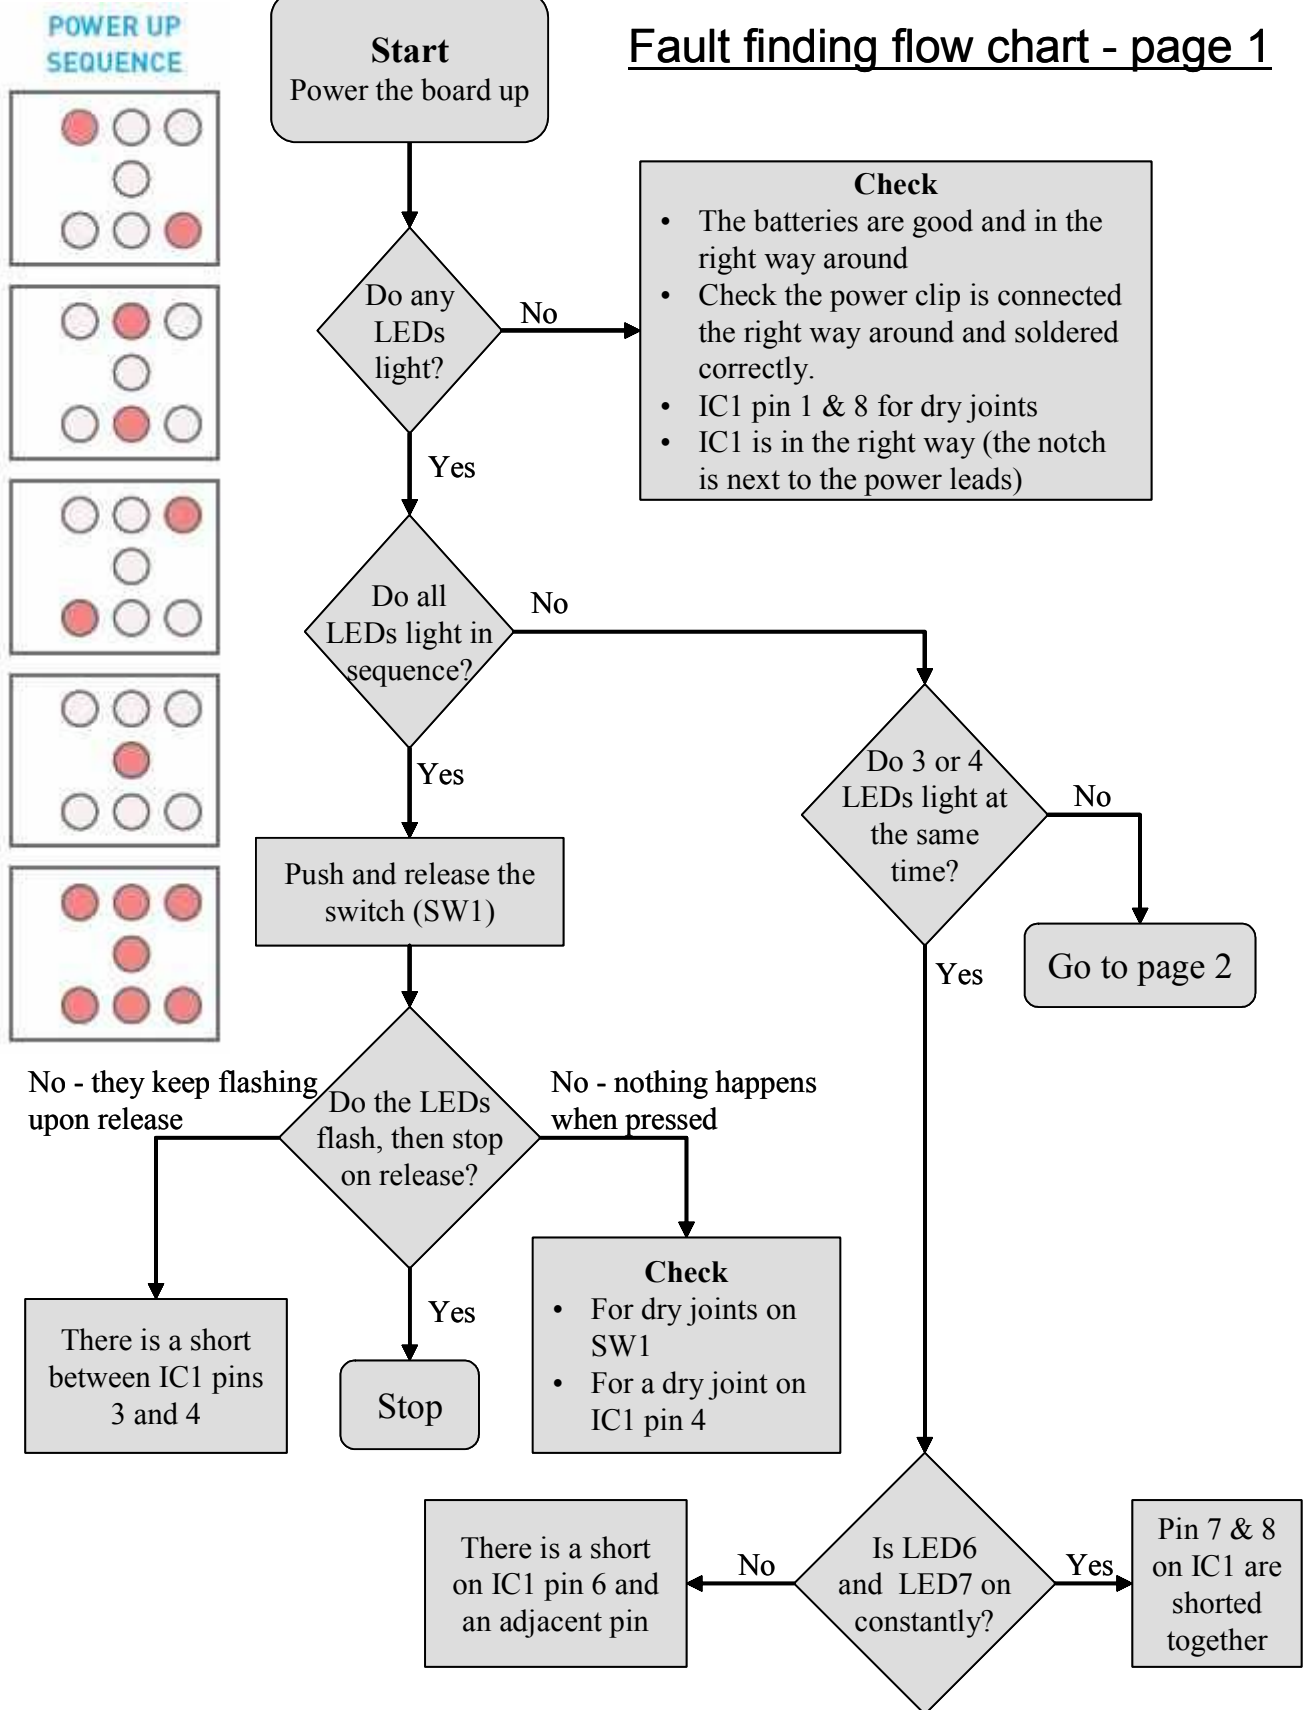 POWER UP
SEQUENCE
Fault finding flow chart - page 1
Start
Power the board up
Do any
LEDs
light?
No
Check
• The batteries are good and in the
right way around
• Check the power clip is connected
the right way around and soldered
correctly.
• IC1 pin 1 & 8 for dry joints
• IC1 is in the right way (the notch
is next to the power leads)
Yes
Do all
LEDs light in
sequence?
No
Yes
Do 3 or 4
LEDs light at
the same
time?
No
Go to page 2
Yes
Push and release the
switch (SW1)
Do the LEDs
flash, then stop
on release?
No - they keep flashing
upon release
No - nothing happens
when pressed
There is a short
between IC1 pins
3 and 4
Yes
Stop
Check
• For dry joints on
SW1
• For a dry joint on
IC1 pin 4
Is LED6
and LED7 on
constantly?
No
There is a short
on IC1 pin 6 and
an adjacent pin
Yes
Pin 7 & 8
on IC1 are
shorted
together